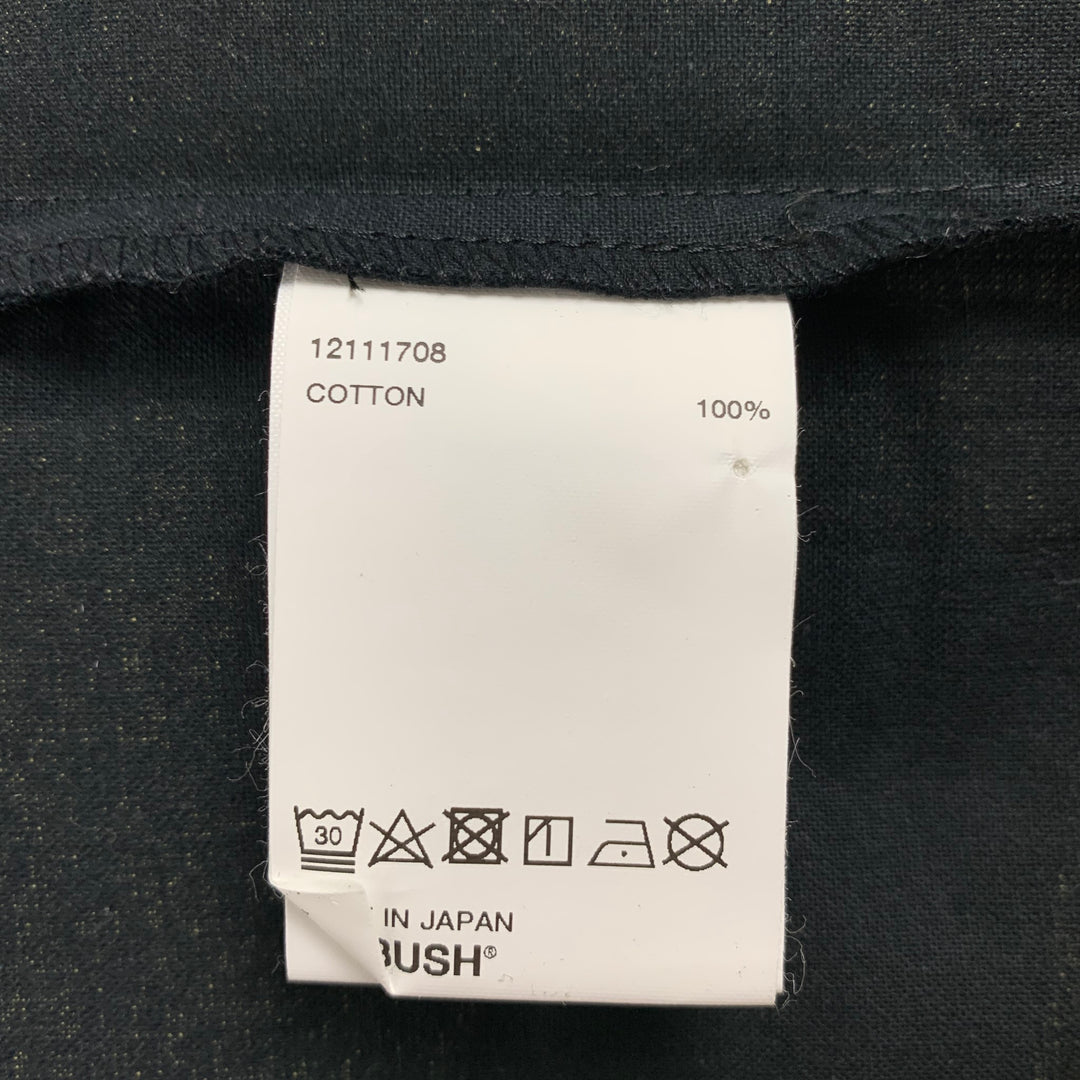 12111708
COTTON 100%
30
IN JAPAN
BUSH®